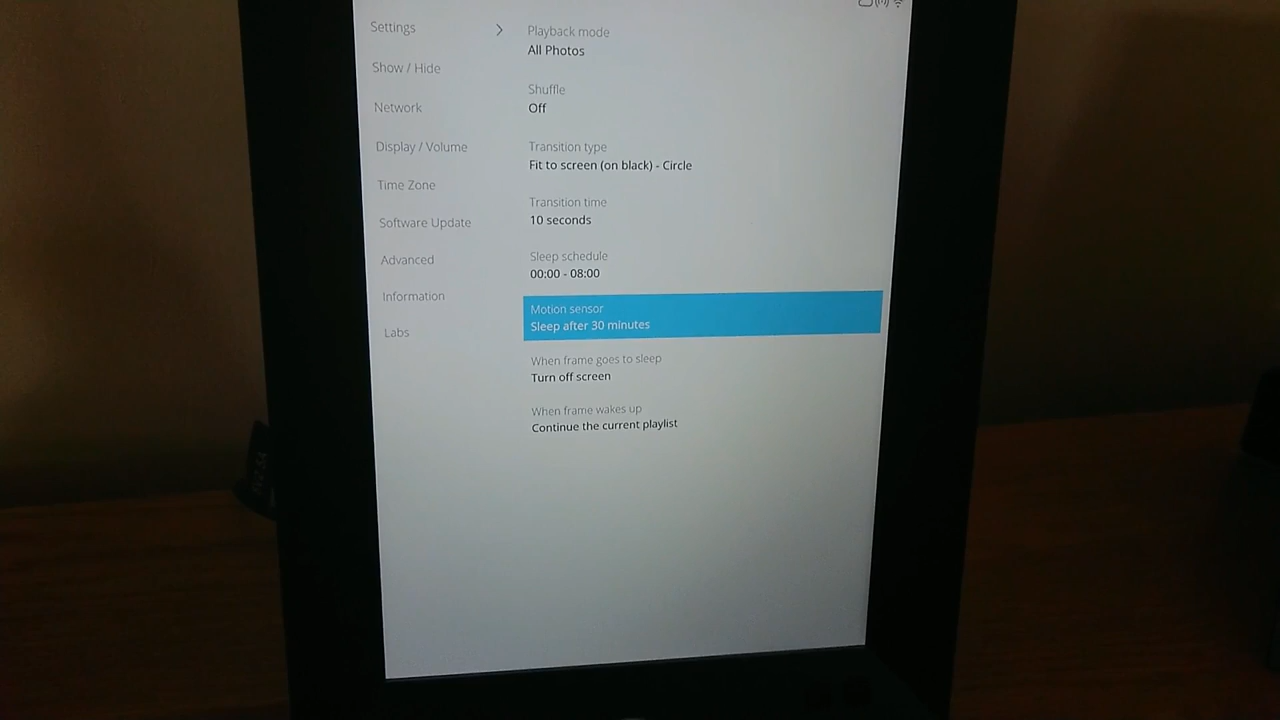 Settings
Show / Hide
Network
Display / Volume
Time Zone
Software Update
Advanced
Information
Labs
Playback mode
All Photos
Shuffle
Off
Transition type
Fit to screen (on black) - Circle
Transition time
10 seconds
Sleep schedule
00:00 - 08:00
Motion sensor
Sleep after 30 minutes
When frame goes to sleep
Turn off screen
When frame wakes up
Continue the current playlist